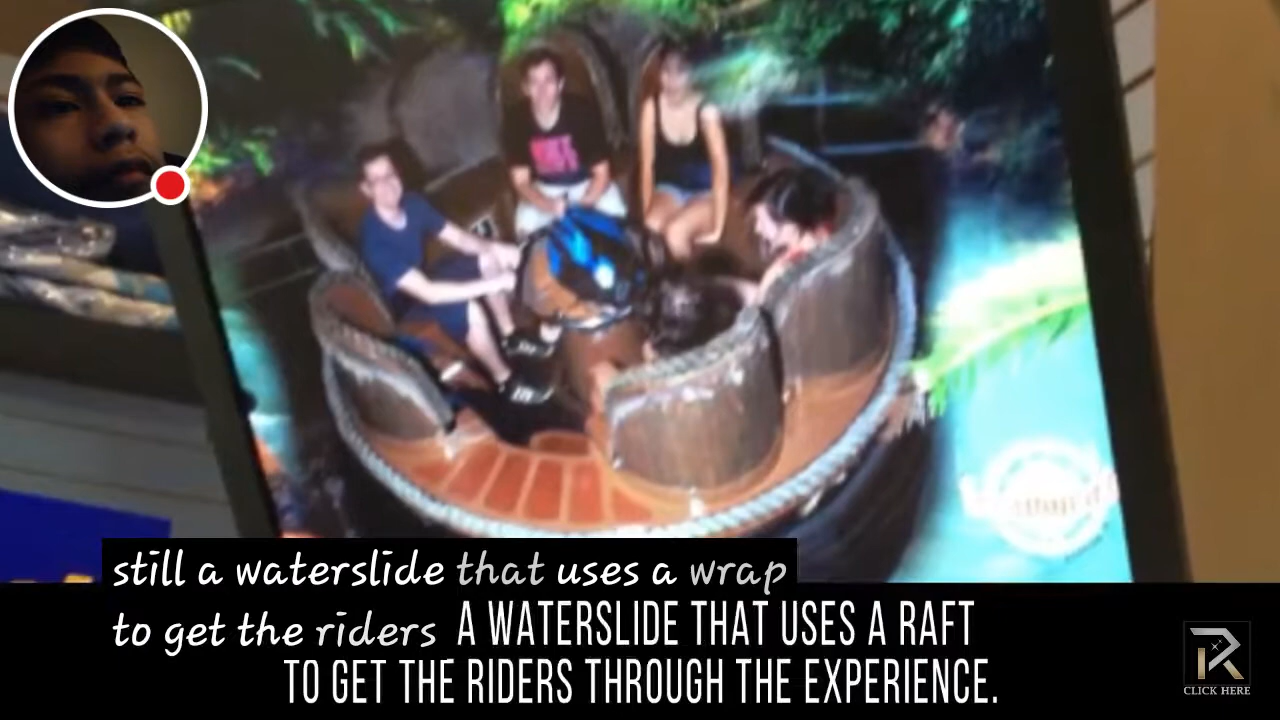 still a waterslide that uses a wrap
to get the riders
A WATERSLIDE THAT USES A RAFT
TO GET THE RIDERS THROUGH THE EXPERIENCE.
CLICK HERE